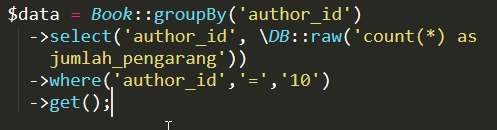 $data = Book::groupBy('author_id')
->select('author_id', \DB::raw('count(*) as
jumlah_pengarang'))
->where('author_id','=','10')
->get();